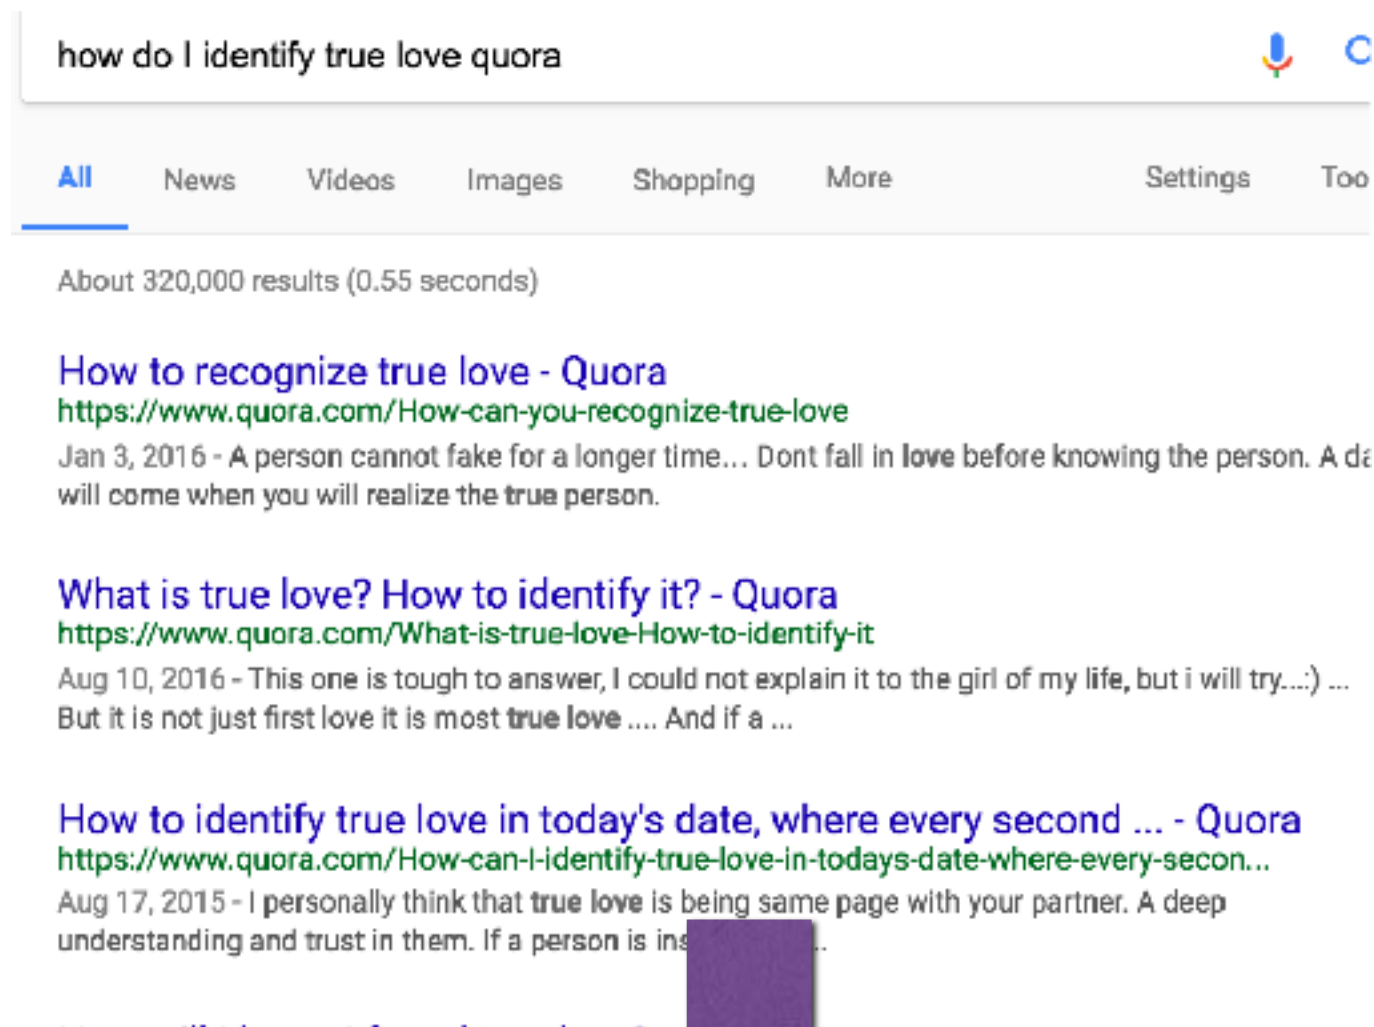 how do I identify true love quora
All News Videos Images Shopping More Settings Too
About 320,000 results (0.55 seconds)
How to recognize true love - Quora
https://www.quora.com/How-can-you-recognize-true-love
Jan 3, 2016 - A person cannot fake for a longer time... Dont fall in love before knowing the person. A da
will come when you will realize the true person.
What is true love? How to identify it? - Quora
https://www.quora.com/What-is-true-love-How-to-identify-it
Aug 10, 2016 - This one is tough to answer, I could not explain it to the girl of my life, but i will try...:) ...
But it is not just first love it is most true love .... And if a ...
How to identify true love in today's date, where every second ... - Quora
https://www.quora.com/How-can-I-identify-true-love-in-todays-date-where-every-secon...
Aug 17, 2015 - I personally think that true love is being same page with your partner. A deep
understanding and trust in them. If a person is ins ..